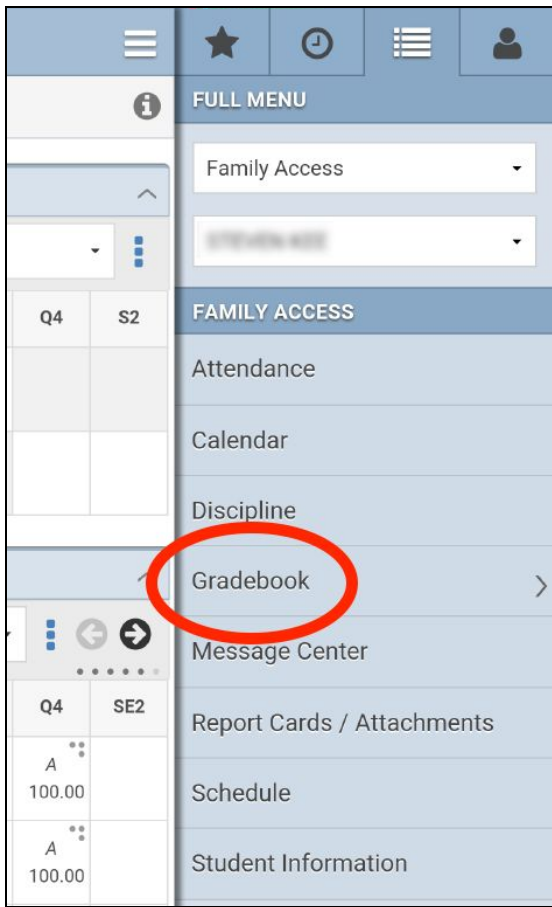 FULL MENU
Family Access
FAMILY ACCESS
Attendance
Calendar
Discipline
Gradebook
Message Center
Report Cards / Attachments
Schedule
Student Information
Q4 S2
Q4 SE2
A
100.00
A
100.00